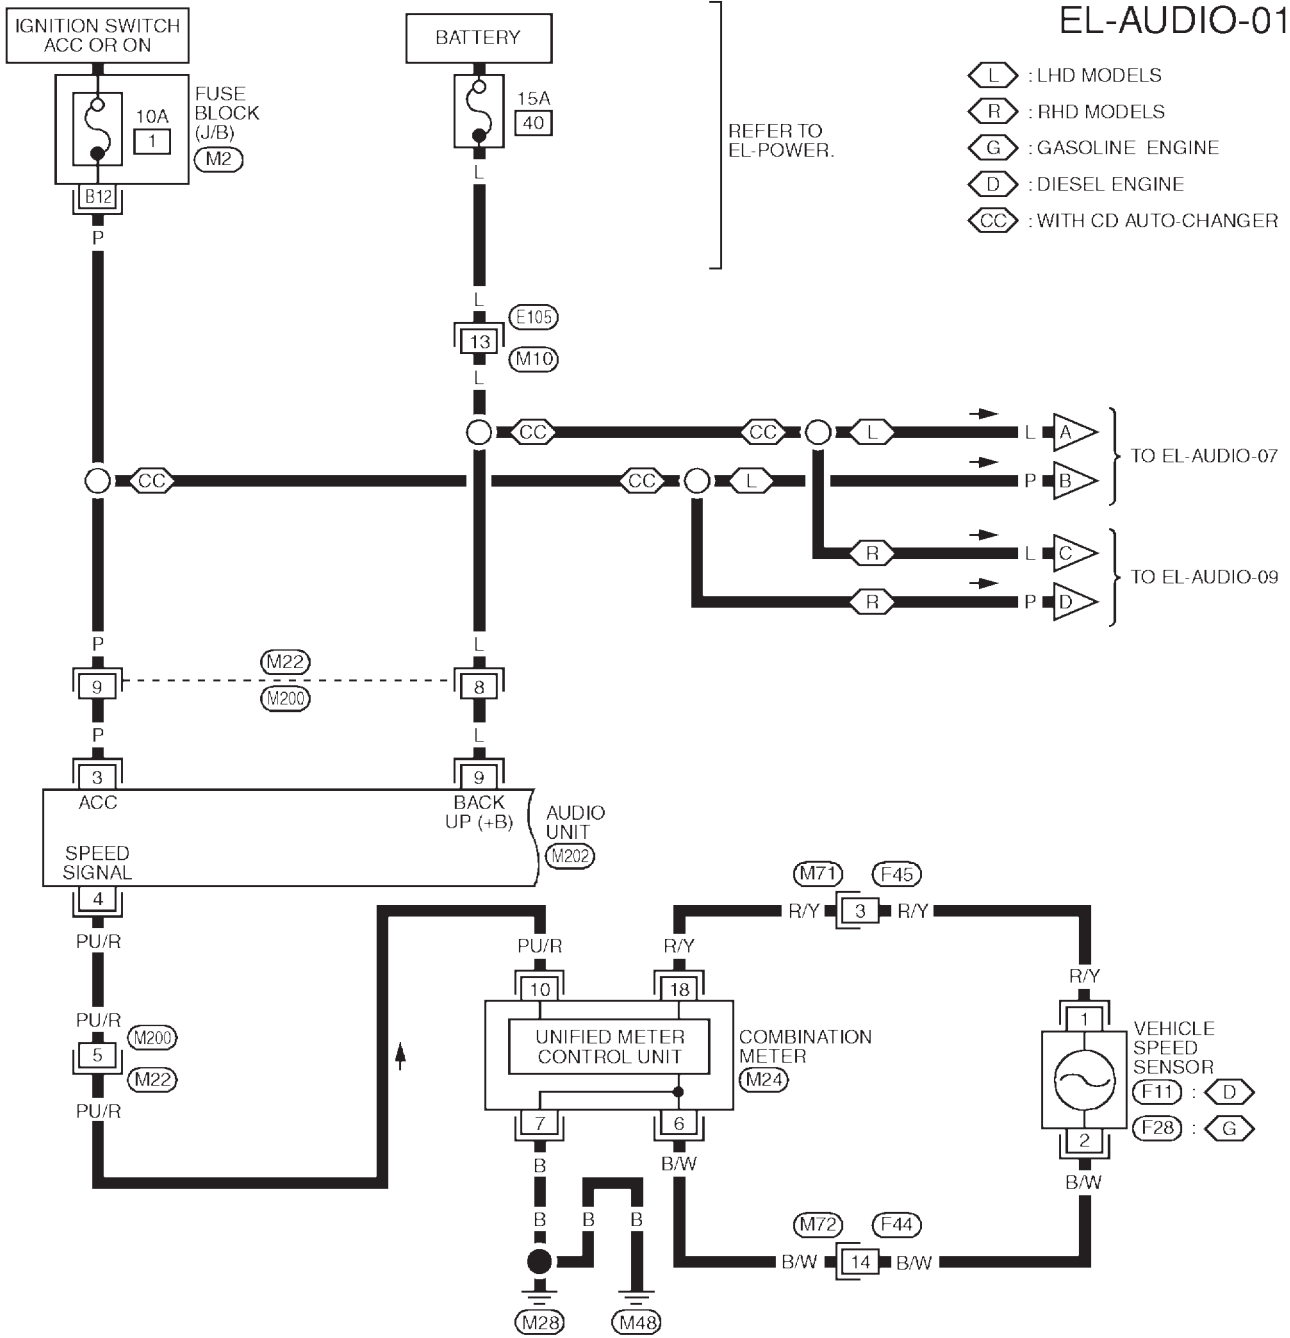 EL-AUDIO-01
IGNITION SWITCH
ACC OR ON
BATTERY
10A
1
FUSE
BLOCK
(J/B)
M2
15A
40
REFER TO
EL-POWER.
L : LHD MODELS
R : RHD MODELS
G : GASOLINE ENGINE
D : DIESEL ENGINE
CC : WITH CD AUTO-CHANGER
B12
P
L
L
E105
13
M10
L
CC
CC
L
L
A
TO EL-AUDIO-07
CC
CC
L
P
B
R
L
C
TO EL-AUDIO-09
R
P
D
P
L
M22
9
8
M200
P
L
3
9
ACC
BACK
UP (+B)
AUDIO
UNIT
M202
SPEED
SIGNAL
4
PU/R
PU/R
M200
5
M22
PU/R
M71
F45
R/Y
3
R/Y
PU/R
R/Y
R/Y
10
18
1
UNIFIED METER
CONTROL UNIT
COMBINATION
METER
M24
VEHICLE
SPEED
SENSOR
F11 : D
F28 : G
7
6
2
B
B/W
B/W
B
B
B
M72
F44
B/W
14
B/W
M28
M48